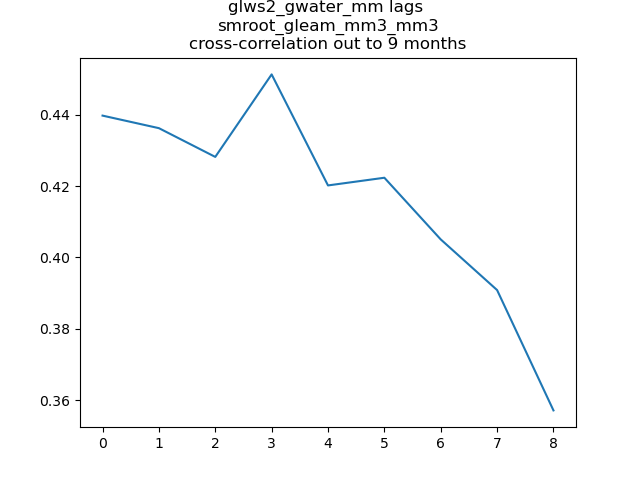 glws2_gwater_mm lags
smroot_gleam_mm3_mm3
cross-correlation out to 9 months
0.44
0.42
0.40
0.38
0.36
0 1 2 3 4 5 6 7 8